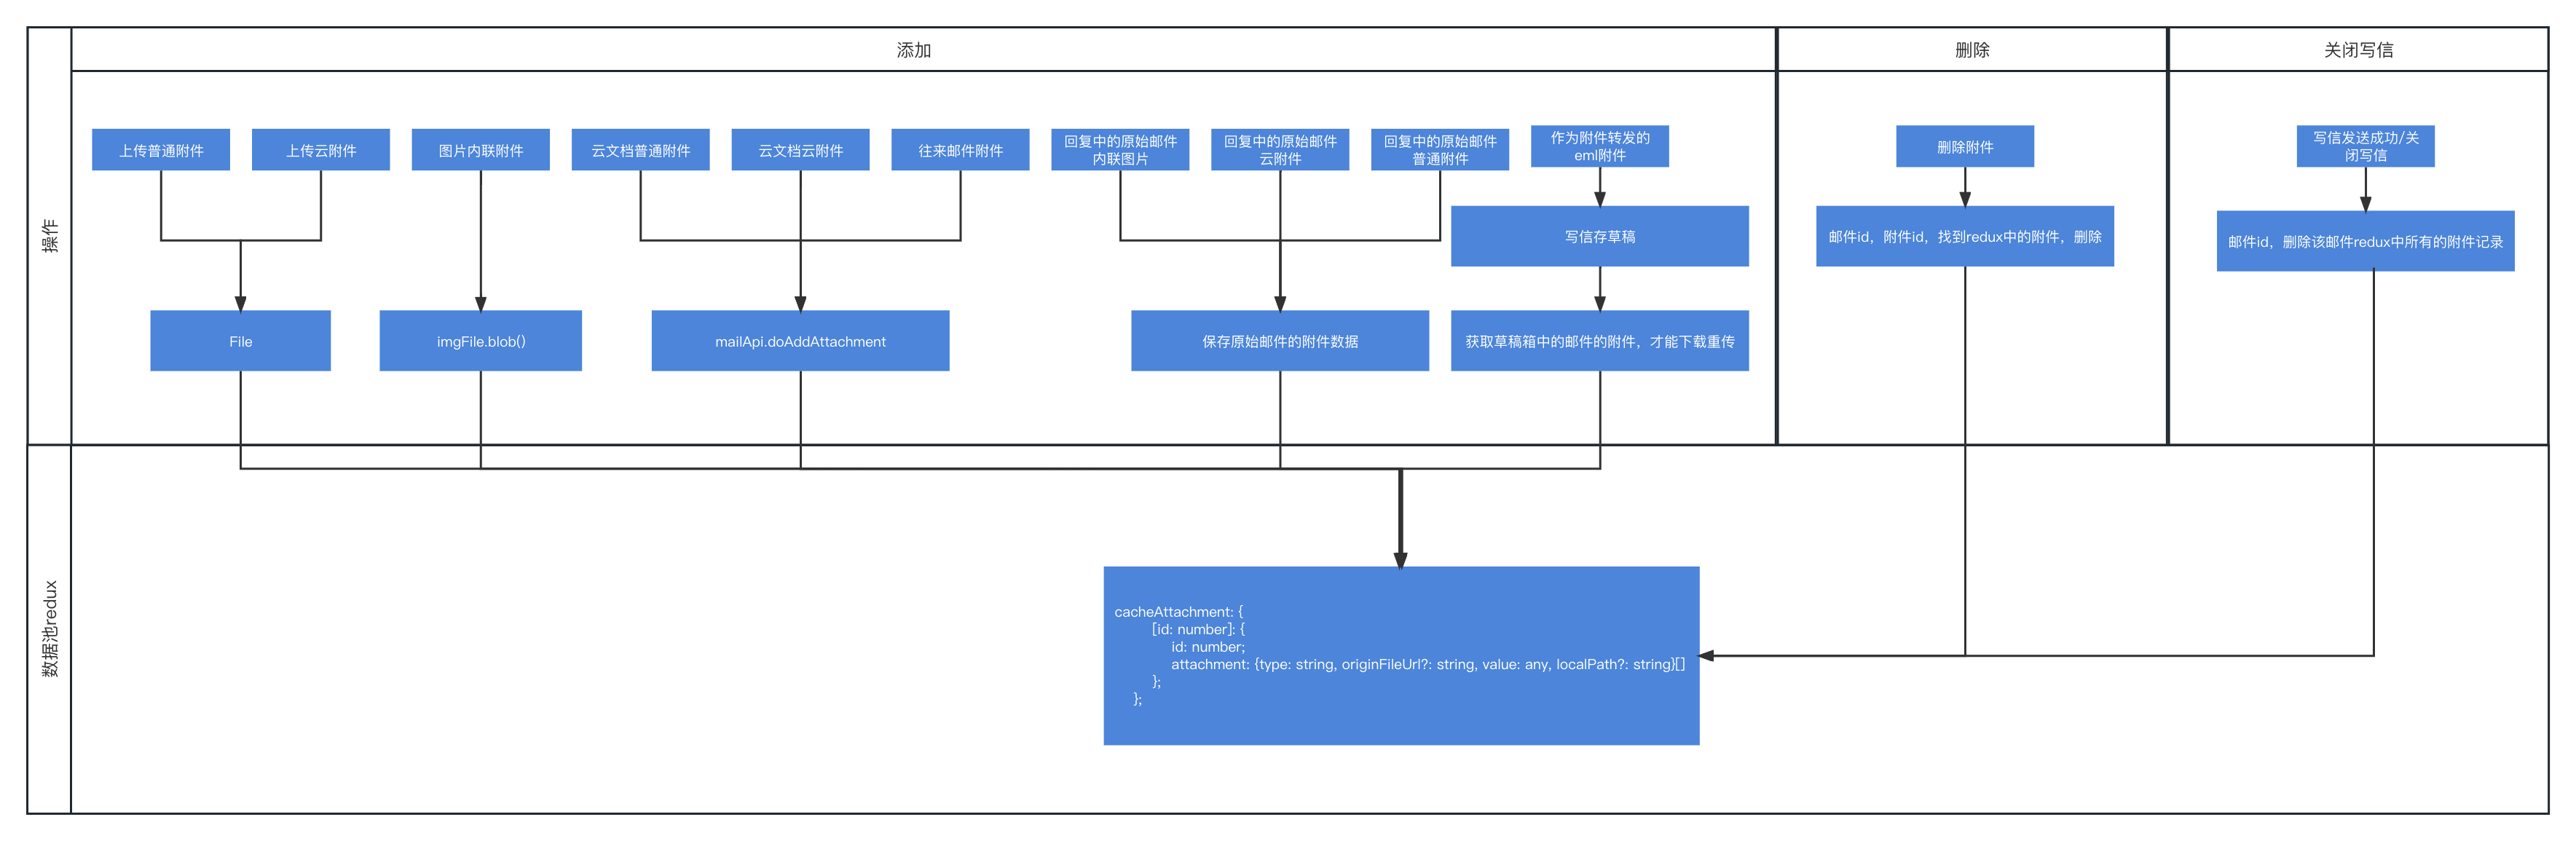 添加
删除
关闭写信
操作
上传普通附件
上传云附件
图片内联附件
云文档普通附件
云文档云附件
往来邮件附件
回复中的原始邮件
内联图片
回复中的原始邮件
云附件
回复中的原始邮件
普通附件
作为附件转发的
eml附件
删除附件
写信发送成功/关
闭写信
写信存草稿
邮件id，附件id，找到redux中的附件，删除
邮件id，删除该邮件redux中所有的附件记录
File
imgFile.blob()
mailApi.doAddAttachment
保存原始邮件的附件数据
获取草稿箱中的邮件的附件，才能下载重传
数据池redux
cacheAttachment: {
[id: number]: {
id: number;
attachment: {type: string, originFileUrl?: string, value: any, localPath?: string}[]
};
};